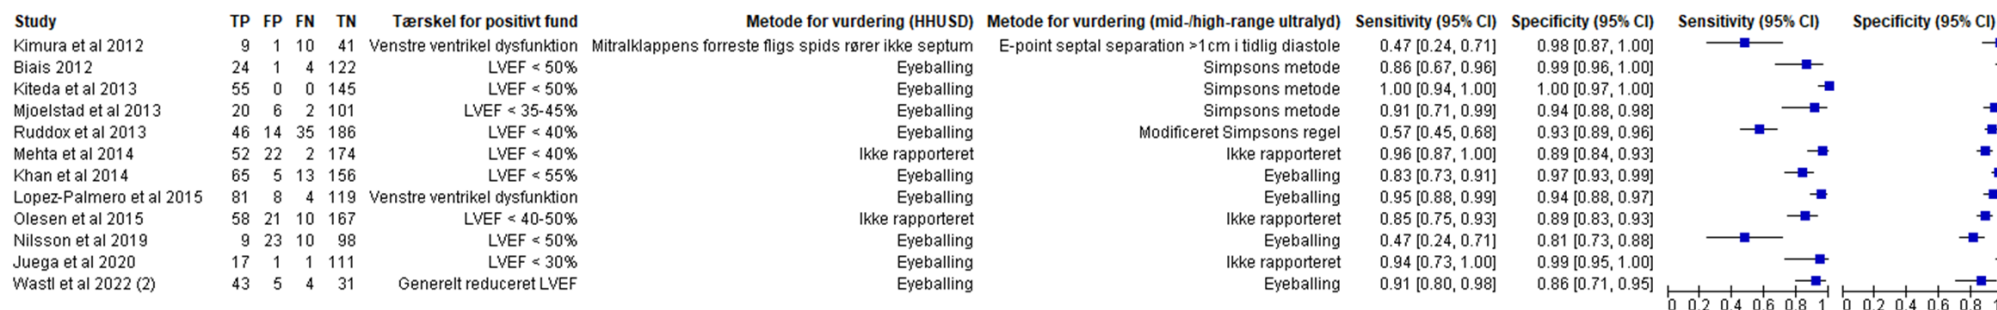 Study TP FP FN TN Tærskel for positivt fund Metode for vurdering (HHUSD) Metode for vurdering (mid-/high-range ultralyd) Sensitivity (95% CI) Specificity (95% CI) Sensitivity (95% CI) Specificity (95% CI)
Kimura et al 2012 9 1 10 41 Venstre ventrikel dysfunktion Mitralklappens forreste fligs spids rører ikke septum E-point septal separation >1cm i tidlig diastole 0.47 [0.24, 0.71] 0.98 [0.87, 1.00]
Biais 2012 24 1 4 122 LVEF < 50% Eyeballing Simpsons metode 0.86 [0.67, 0.96] 0.99 [0.96, 1.00]
Kiteda et al 2013 55 0 0 145 LVEF < 50% Eyeballing Simpsons metode 1.00 [0.94, 1.00] 1.00 [0.97, 1.00]
Mjoelstad et al 2013 20 6 2 101 LVEF < 35-45% Eyeballing Simpsons metode 0.91 [0.71, 0.99] 0.94 [0.88, 0.98]
Ruddox et al 2013 46 14 35 186 LVEF < 40% Eyeballing Modificeret Simpsons regel 0.57 [0.45, 0.68] 0.93 [0.89, 0.96]
Mehta et al 2014 52 22 2 174 LVEF < 40% Ikke rapporteret Ikke rapporteret 0.96 [0.87, 1.00] 0.89 [0.84, 0.93]
Khan et al 2014 65 5 13 156 LVEF < 55% Eyeballing Eyeballing 0.83 [0.73, 0.91] 0.97 [0.93, 0.99]
Lopez-Palmero et al 2015 81 8 4 119 Venstre ventrikel dysfunktion Eyeballing Eyeballing 0.95 [0.88, 0.99] 0.94 [0.88, 0.97]
Olesen et al 2015 58 21 10 167 LVEF < 40-50% Ikke rapporteret Ikke rapporteret 0.85 [0.75, 0.93] 0.89 [0.83, 0.93]
Nilsson et al 2019 9 23 10 98 LVEF < 50% Eyeballing Eyeballing 0.47 [0.24, 0.71] 0.81 [0.73, 0.88]
Juega et al 2020 17 1 1 111 LVEF < 30% Eyeballing Ikke rapporteret 0.94 [0.73, 1.00] 0.99 [0.95, 1.00]
Wastl et al 2022 (2) 43 5 4 31 Generelt reduceret LVEF Eyeballing Eyeballing 0.91 [0.80, 0.98] 0.86 [0.71, 0.95]
0 0.2 0.4 0.6 0.8 1 0 0.2 0.4 0.6 0.8 1